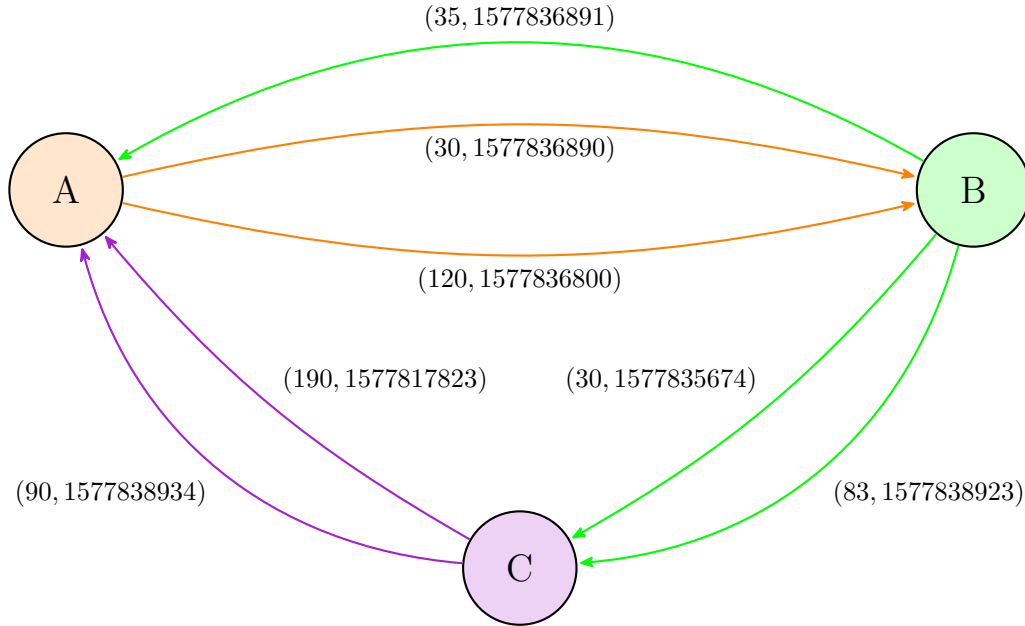 (35, 1577836891)
(30, 1577836890)
A
B
(120, 1577836800)
(190, 1577817823)
(30, 1577835674)
(90, 1577838934)
(83, 1577838923)
C